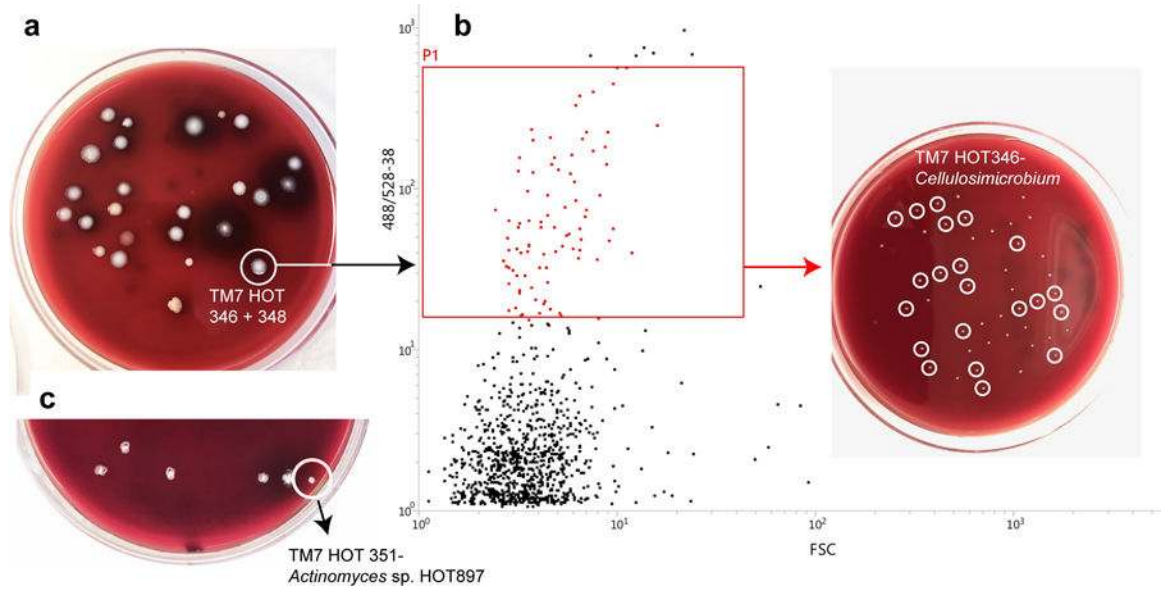 a
TM7 HOT
346 + 348
b
P1
10³
10²
10¹
10⁰
488/528-38
10⁰ 10¹ 10² 10³
FSC
TM7 HOT346-
Cellulosimicrobium
c
TM7 HOT 351-
Actinomyces sp. HOT897